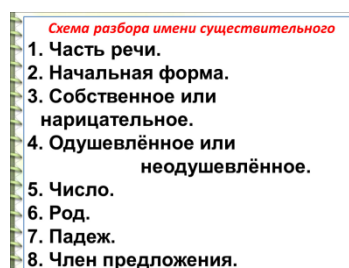 Схема разбора имени существительного
1. Часть речи.
2. Начальная форма.
3. Собственное или
нарицательное.
4. Одушевлённое или
неодушевлённое.
5. Число.
6. Род.
7. Падеж.
8. Член предложения.